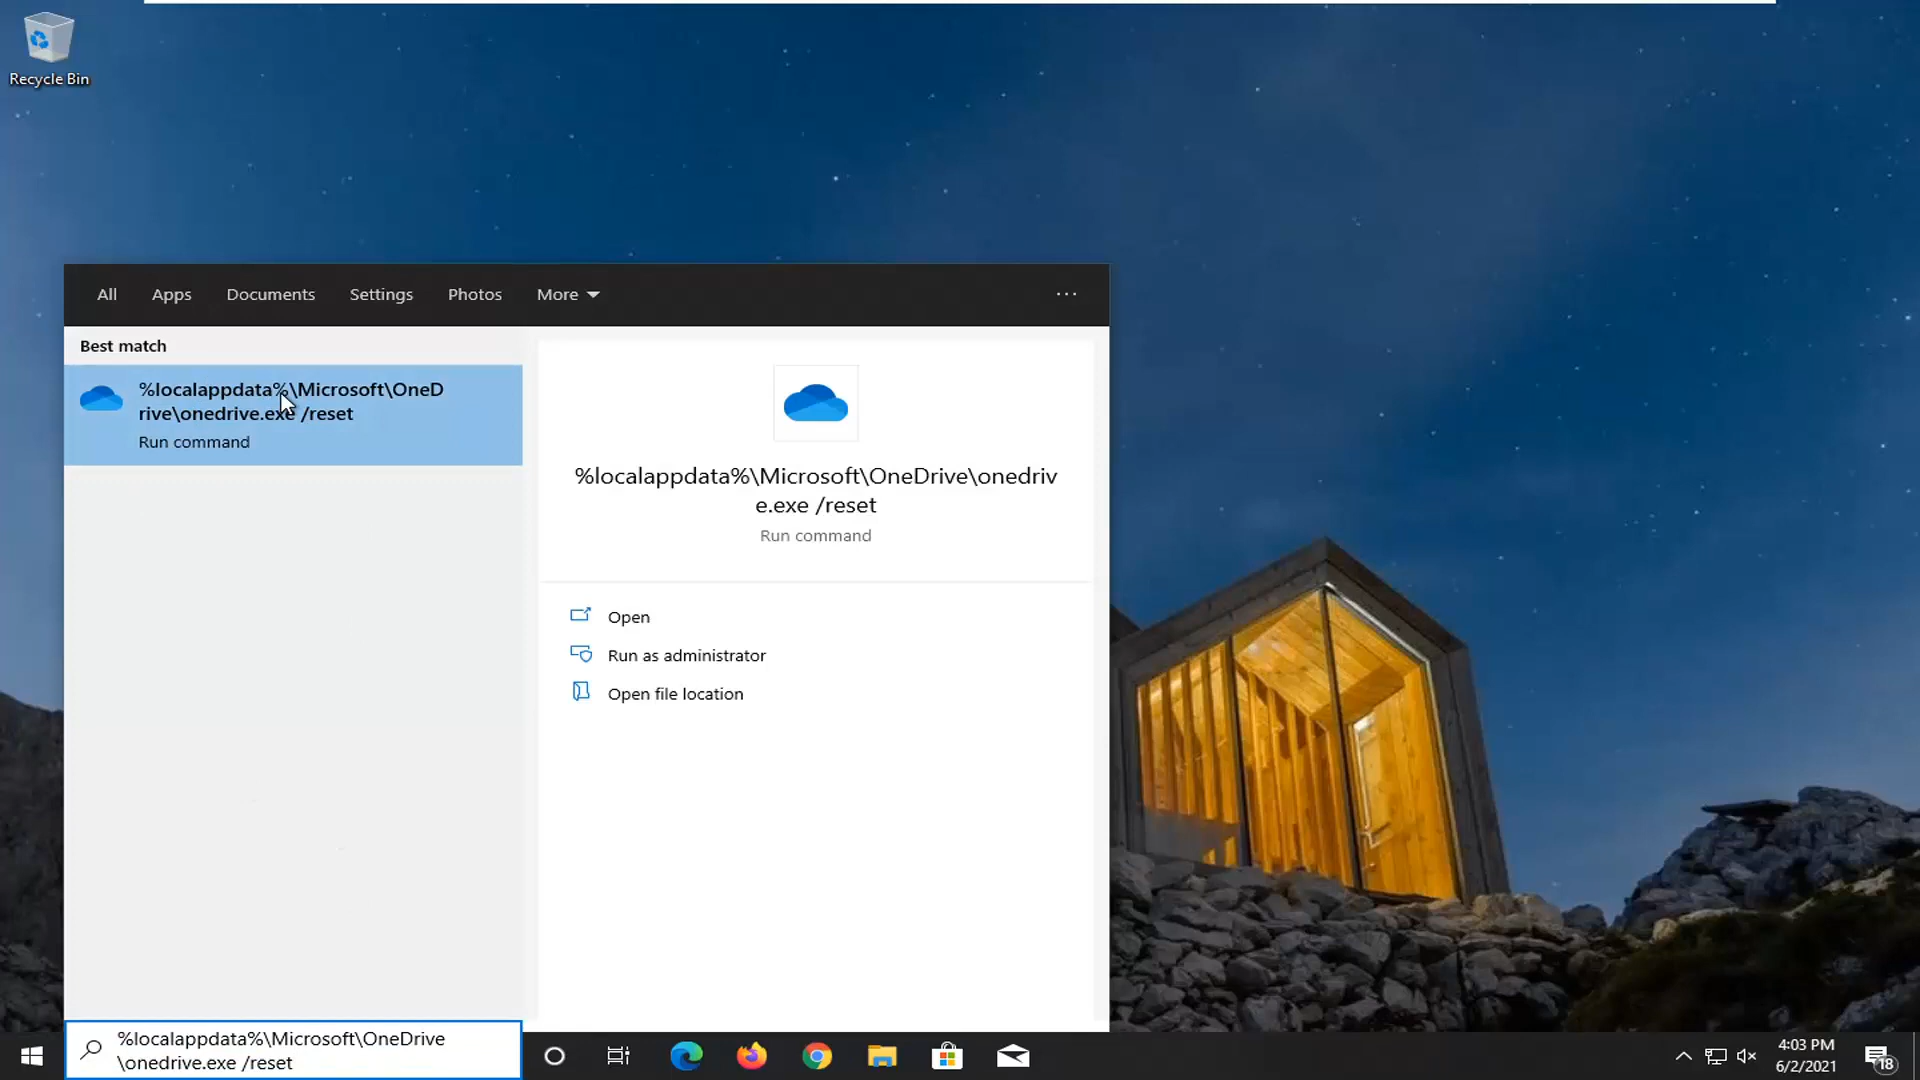 Recycle Bin
All
Apps
Documents
Settings
Photos
More
Best match
%localappdata%\Microsoft\OneD
rive\onedrive.exe /reset
Run command
%localappdata%\Microsoft\OneDrive\onedriv
e.exe /reset
Run command
Open
Run as administrator
Open file location
%localappdata%\Microsoft\OneDrive
\onedrive.exe /reset
4:03 PM
6/2/2021
18